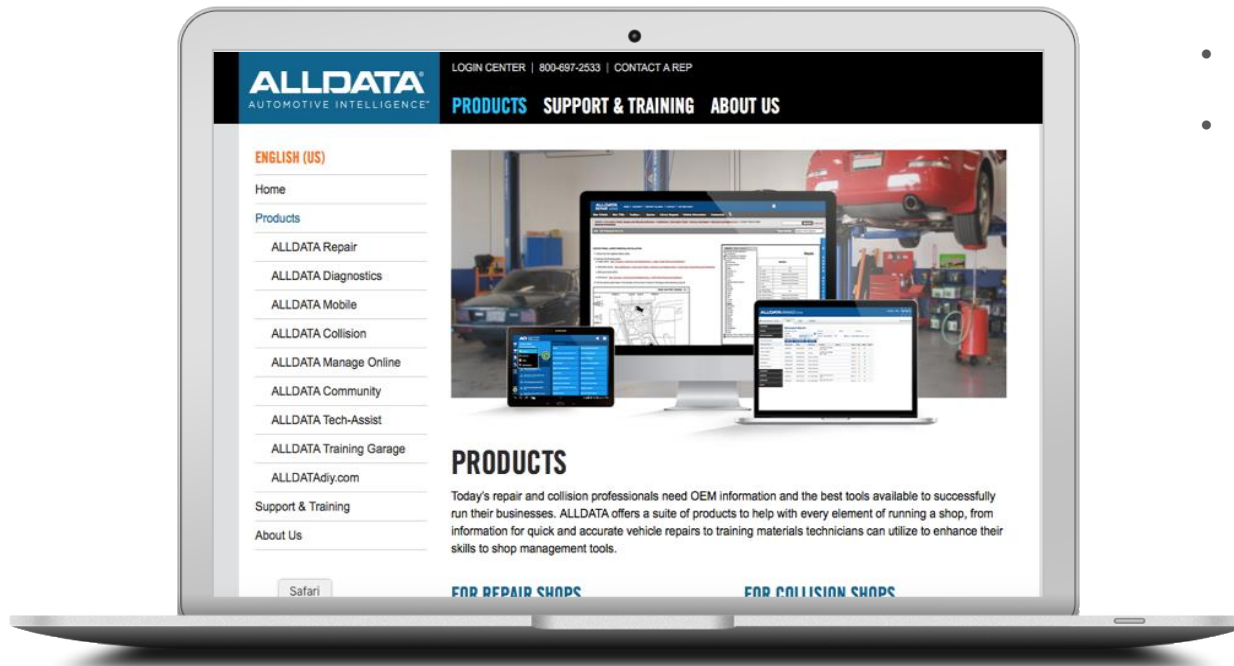 LOGIN CENTER | 800-697-2533 | CONTACT A REP
ALLDATA®
AUTOMOTIVE INTELLIGENCE
PRODUCTS SUPPORT & TRAINING ABOUT US
ENGLISH (US)
Home
Products
ALLDATA Repair
ALLDATA Diagnostics
ALLDATA Mobile
ALLDATA Collision
ALLDATA Manage Online
ALLDATA Community
ALLDATA Tech-Assist
ALLDATA Training Garage
ALLDATAdiy.com
Support & Training
About Us
Safari
PRODUCTS
Today's repair and collision professionals need OEM information and the best tools available to successfully
run their businesses. ALLDATA offers a suite of products to help with every element of running a shop, from
information for quick and accurate vehicle repairs to training materials technicians can utilize to enhance their
skills to shop management tools.
FOR REPAIR SHOPS
FOR COLLISION SHOPS